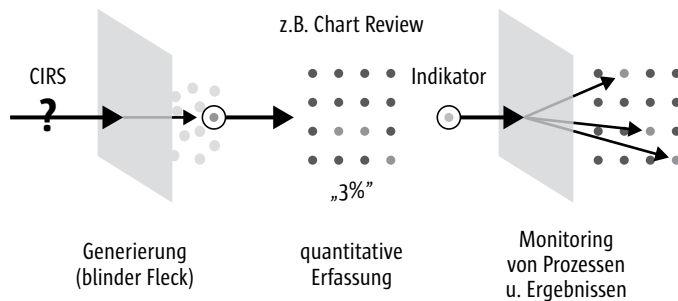 z.B. Chart Review
CIRS
?
Indikator
„3%”
Generierung
(blinder Fleck)
quantitative
Erfassung
Monitoring
von Prozessen
u. Ergebnissen